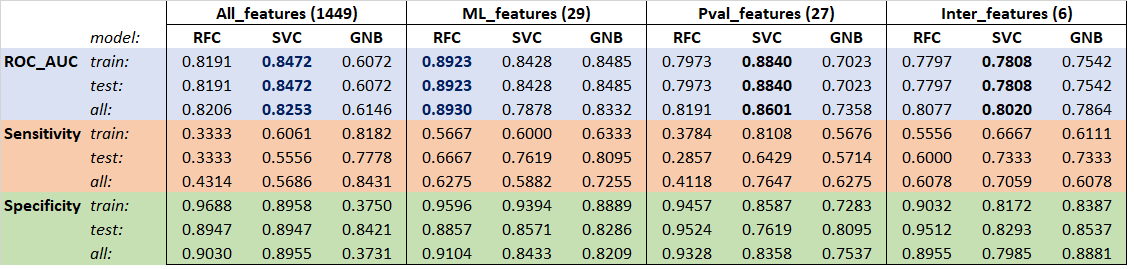 All_features (1449) ML_features (29) Pval_features (27) Inter_features (6)
model: RFC SVC GNB RFC SVC GNB RFC SVC GNB RFC SVC GNB
ROC_AUC train: 0.8191 0.8472 0.6072 0.8923 0.8428 0.8485 0.7973 0.8840 0.7023 0.7797 0.7808 0.7542
test: 0.8191 0.8472 0.6072 0.8923 0.8428 0.8485 0.7973 0.8840 0.7023 0.7797 0.7808 0.7542
all: 0.8206 0.8253 0.6146 0.8930 0.7878 0.8332 0.8191 0.8601 0.7358 0.8077 0.8020 0.7864
Sensitivity train: 0.3333 0.6061 0.8182 0.5667 0.6000 0.6333 0.3784 0.8108 0.5676 0.5556 0.6667 0.6111
test: 0.3333 0.5556 0.7778 0.6667 0.7619 0.8095 0.2857 0.6429 0.5714 0.6000 0.7333 0.7333
all: 0.4314 0.5686 0.8431 0.6275 0.5882 0.7255 0.4118 0.7647 0.6275 0.6078 0.7059 0.6078
Specificity train: 0.9688 0.8958 0.3750 0.9596 0.9394 0.8889 0.9457 0.8587 0.7283 0.9032 0.8172 0.8387
test: 0.8947 0.8947 0.8421 0.8857 0.8571 0.8286 0.9524 0.7619 0.8095 0.9512 0.8293 0.8537
all: 0.9030 0.8955 0.3731 0.9104 0.8433 0.8209 0.9328 0.8358 0.7537 0.8955 0.7985 0.8881